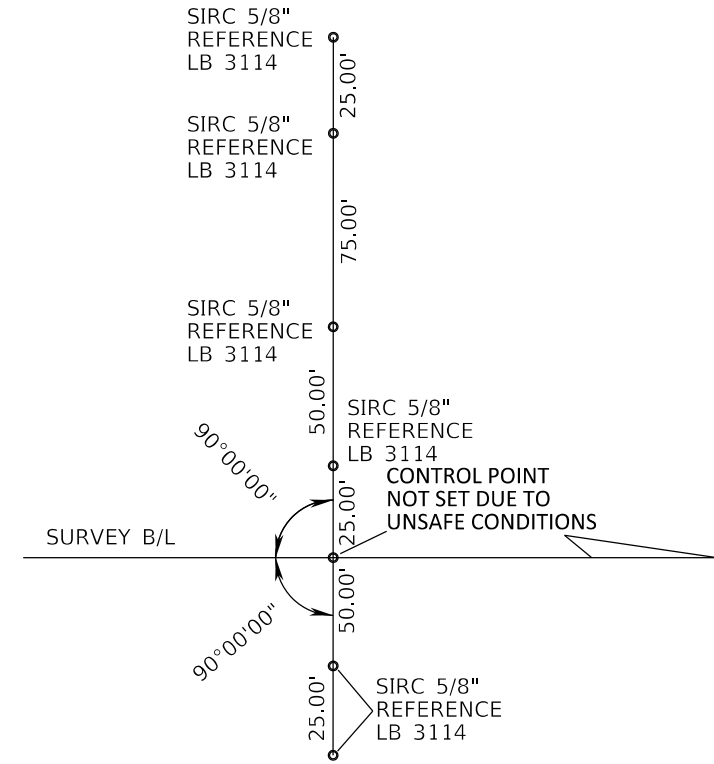 SIRC 5/8"
REFERENCE
LB 3114
25.00'
SIRC 5/8"
REFERENCE
LB 3114
75.00'
SIRC 5/8"
REFERENCE
LB 3114
50.00'
SIRC 5/8"
REFERENCE
LB 3114
90°00'00"
CONTROL POINT
NOT SET DUE TO
UNSAFE CONDITIONS
25.00'
SURVEY B/L
50.00'
90°00'00"
25.00'
SIRC 5/8"
REFERENCE
LB 3114